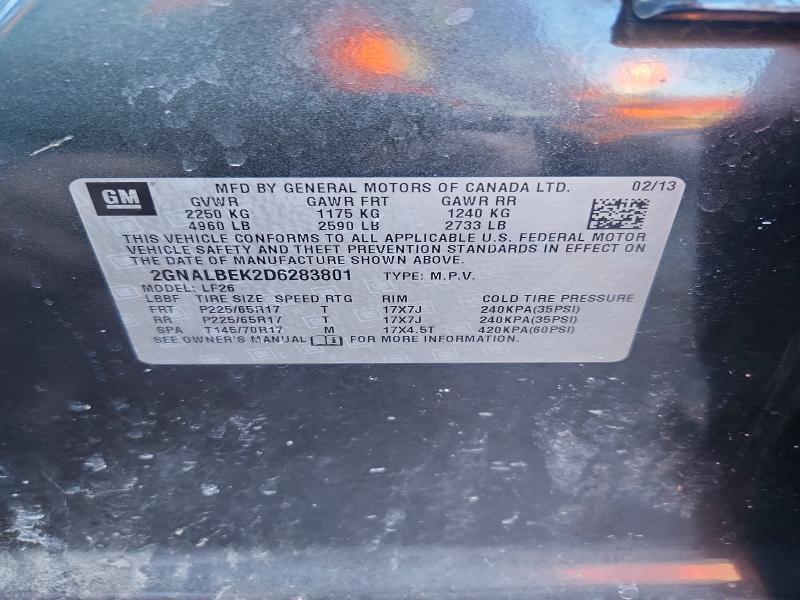 GM MFD BY GENERAL MOTORS OF CANADA LTD. 02/13
GVWR GAWR FRT GAWR RR
2250 KG 1175 KG 1240 KG
4960 LB 2590 LB 2733 LB
THIS VEHICLE CONFORMS TO ALL APPLICABLE U.S. FEDERAL MOTOR
VEHICLE SAFETY AND THEFT PREVENTION STANDARDS IN EFFECT ON
THE DATE OF MANUFACTURE SHOWN ABOVE.
2GNALBEK2D6283801 TYPE: M.P.V.
MODEL: LF26
LBBF TIRE SIZE SPEED RTG RIM COLD TIRE PRESSURE
FRT P225/65R17 T 17X7J 240KPA(35PSI)
RR P225/65R17 T 17X7J 240KPA(35PSI)
SPA T145/70R17 M 17X4.5T 420KPA(60PSI)
SEE OWNER'S MANUAL FOR MORE INFORMATION.